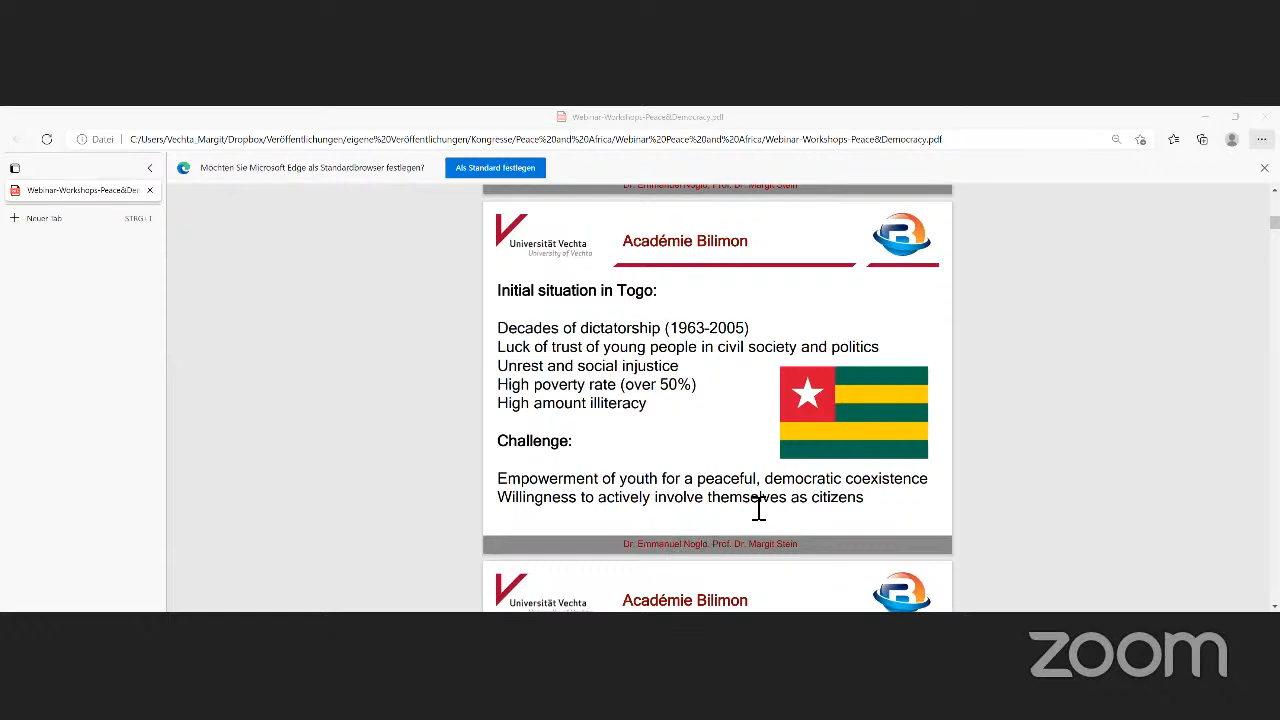 Webinar-Workshops-Peace&Democracy.pdf
Datei
C:/Users/Vechta_Margit/Dropbox/Veröffentlichungen/eigene%20Veröffentlichungen/Kongresse/Peace%20and%20Africa/Webinar%20Peace%20and%20Africa/Webinar-Workshops-Peace&Democracy.pdf
Möchten Sie Microsoft Edge als Standardbrowser festlegen?
Als Standard festlegen
Webinar-Workshops-Peace&Der
Neuer Tab
STRG+T
Dr. Emmanuel Noglo, Prof. Dr. Margit Stein
Universität Vechta
University of Vechta
Académie Bilimon
B
Initial situation in Togo:
Decades of dictatorship (1963-2005)
Luck of trust of young people in civil society and politics
Unrest and social injustice
High poverty rate (over 50%)
High amount illiteracy
Challenge:
Empowerment of youth for a peaceful, democratic coexistence
Willingness to actively involve themselves as citizens
Dr. Emmanuel Noglo, Prof. Dr. Margit Stein
Universität Vechta
Académie Bilimon
B
zoom